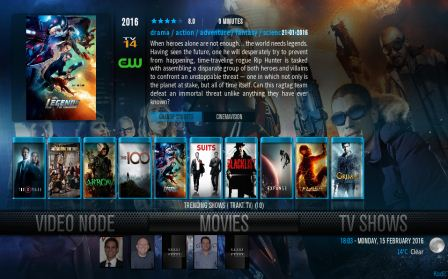 2016
8,0
0 MINUTES
drama / action / adventure / fantasy / scienc 21-01-2016
TV
14
CW
When heroes alone are not enough... the world needs legends.
Having seen the future, one he will desperately try to prevent
from happening, time-traveling rogue Rip Hunter is tasked
with assembling a disparate group of both heroes and villains
to confront an unstoppable threat — one in which not only is
the planet at stake, but all of time itself. Can this ragtag team
defeat an immortal threat unlike anything they have ever
known?
CINEMAVISION
LEGENDS
ARROW
THE 100
SUITS
BLACKLIST
EXPANSE
GRIMM
TRENDING SHOWS ( TRAKT TV) (10)
VIDEO NODE
MOVIES
TV SHOWS
18:03 - MONDAY, 15 FEBRUARY 2016
14°C Clear